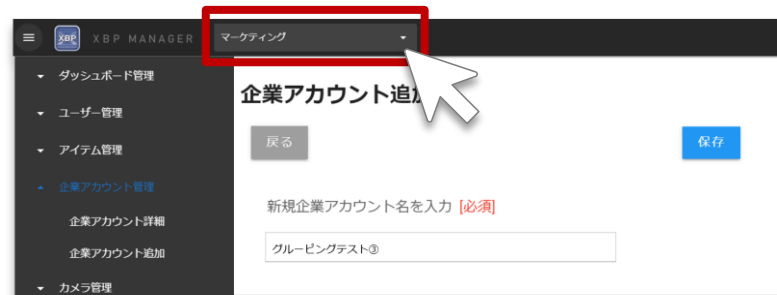 XBP XBP MANAGER マーケティング
ダッシュボード管理
ユーザー管理
アイテム管理
企業アカウント管理
企業アカウント詳細
企業アカウント追加
カメラ管理
企業アカウント追
戻る 保存
新規企業アカウント名を入力 [必須]
グルーピングテスト③